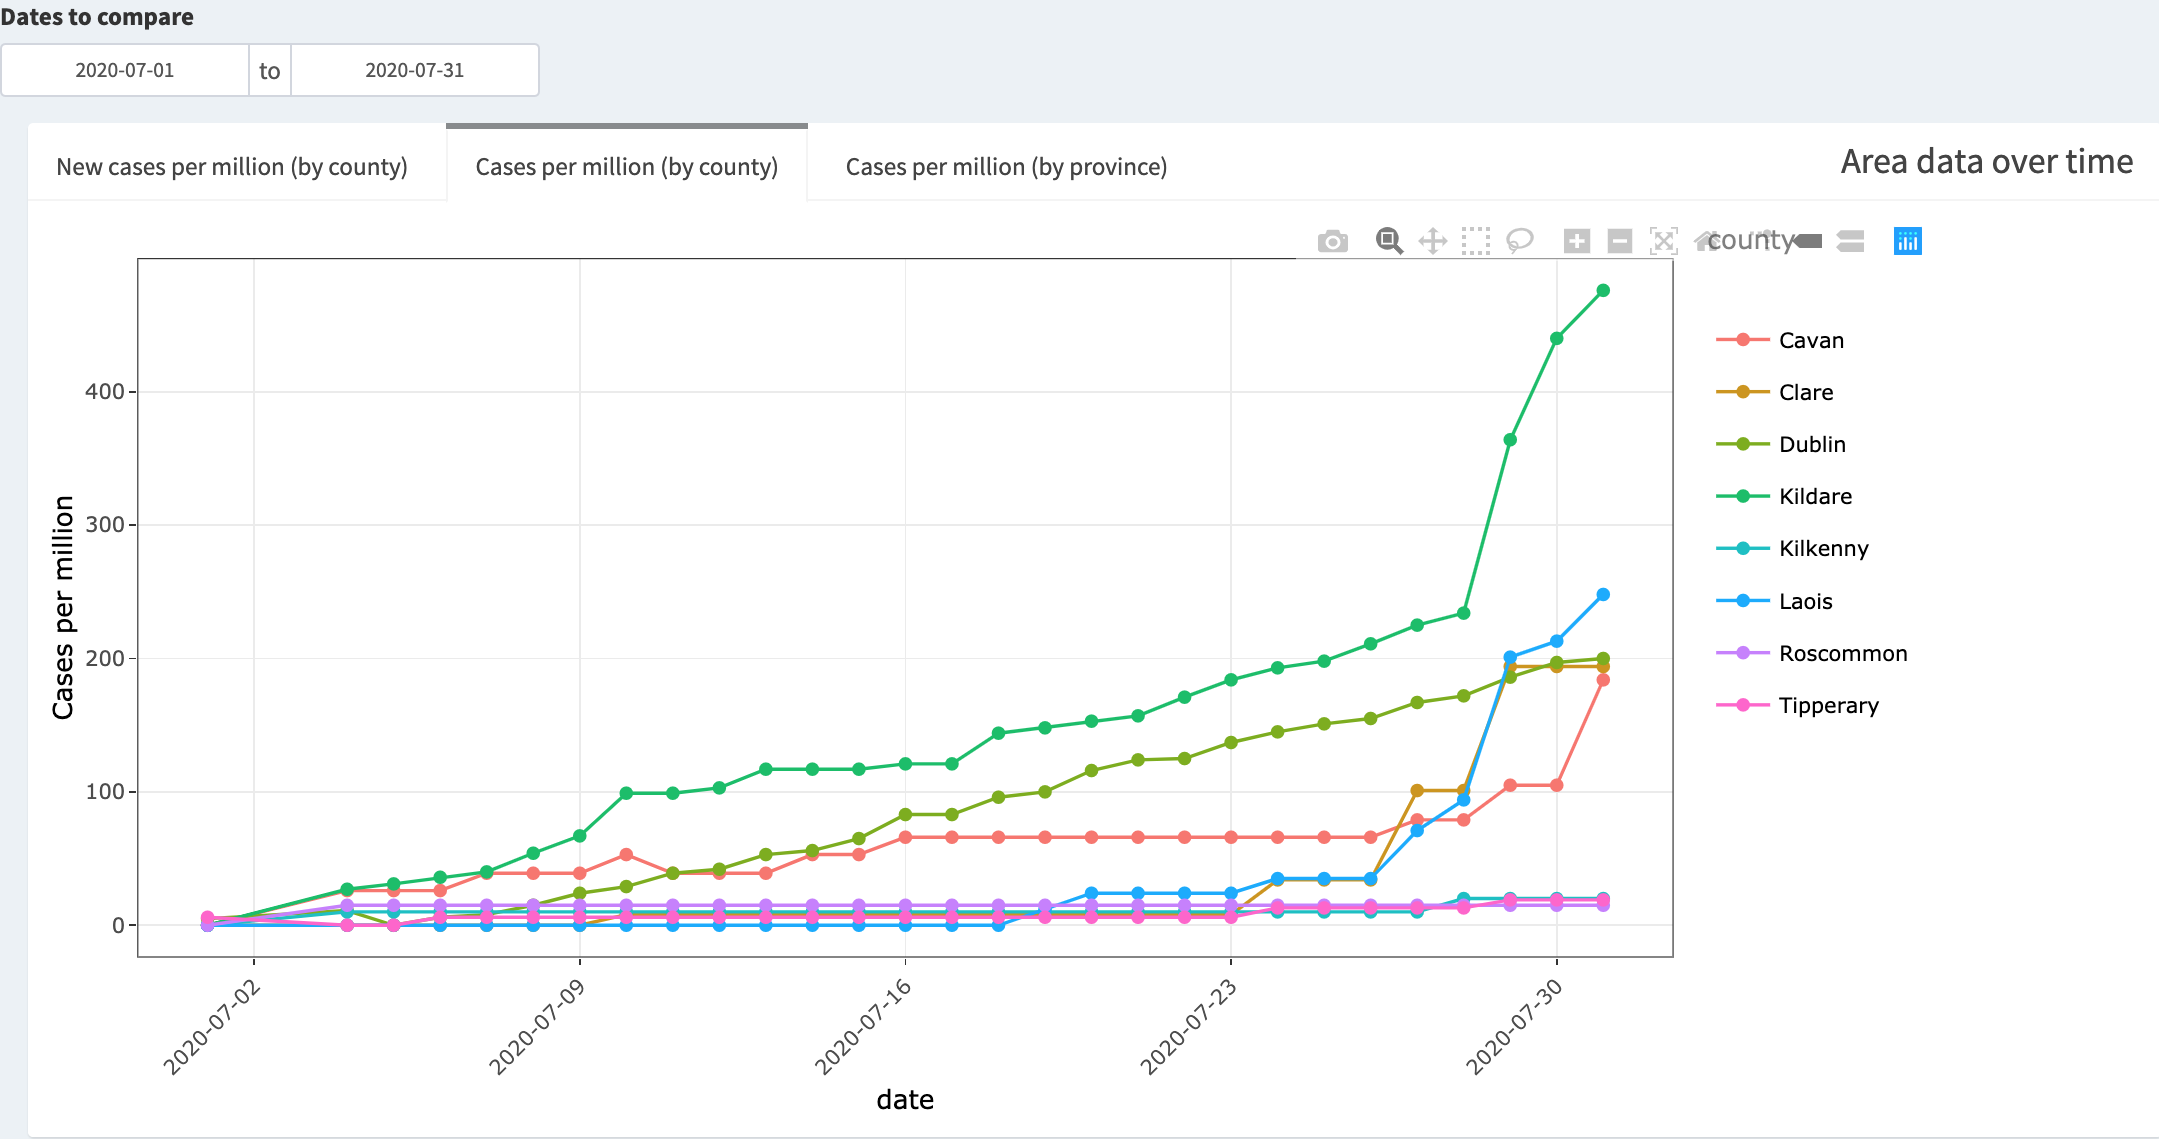 Dates to compare
2020-07-01 to 2020-07-31
New cases per million (by county) Cases per million (by county) Cases per million (by province) Area data over time
county
400
300
200
100
0
Cases per million
2020-07-02 2020-07-09 2020-07-16 2020-07-23 2020-07-30
date
Cavan
Clare
Dublin
Kildare
Kilkenny
Laois
Roscommon
Tipperary